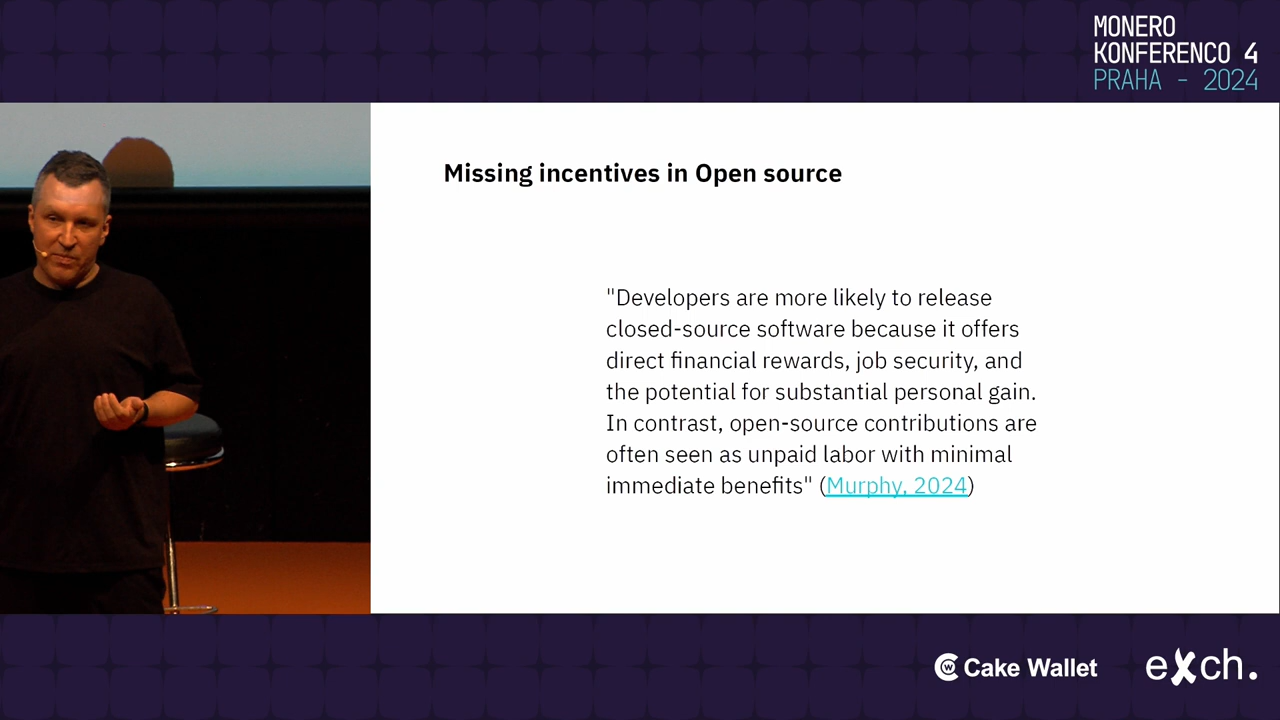 MONERO
KONFERENCO 4
PRAHA - 2024
Missing incentives in Open source
"Developers are more likely to release
closed-source software because it offers
direct financial rewards, job security, and
the potential for substantial personal gain.
In contrast, open-source contributions are
often seen as unpaid labor with minimal
immediate benefits" (Murphy, 2024)
Cake Wallet
exch.